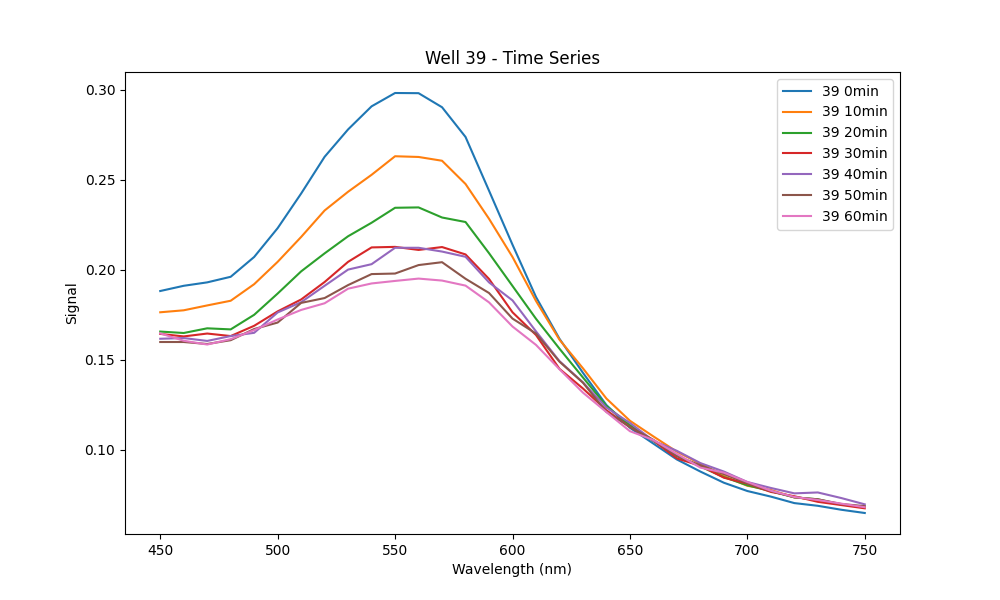 Well 39 - Time Series
Signal
0.30
0.25
0.20
0.15
0.10
39 0min
39 10min
39 20min
39 30min
39 40min
39 50min
39 60min
450 500 550 600 650 700 750
Wavelength (nm)